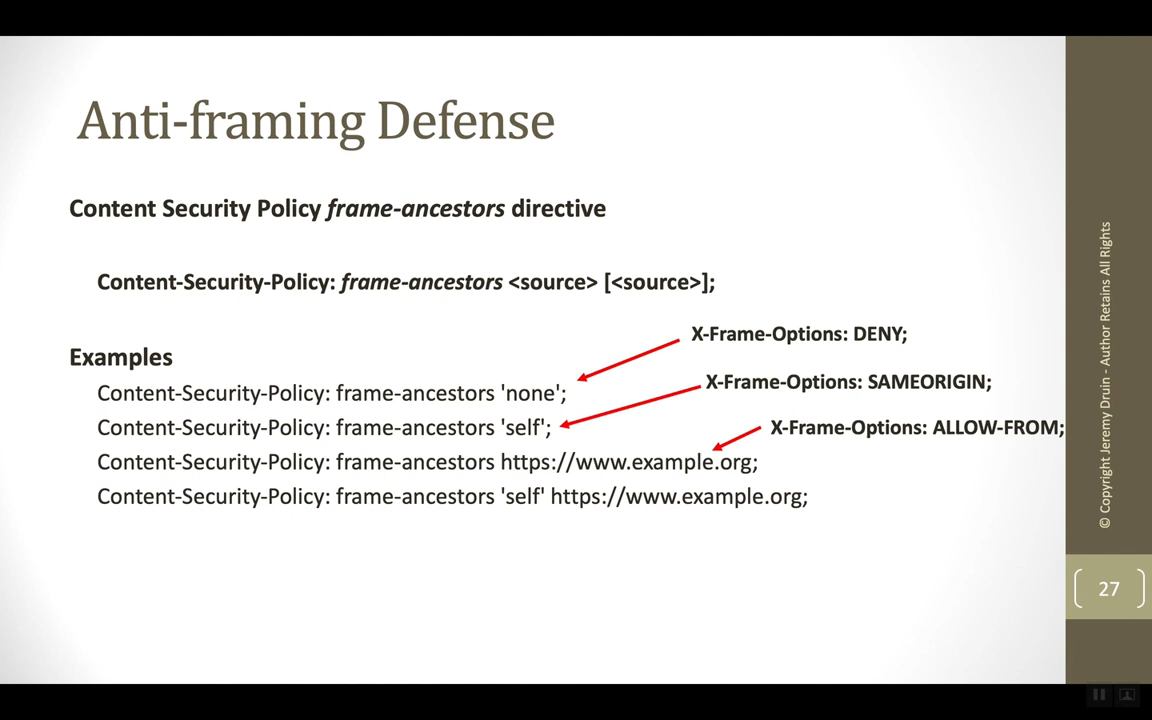 Anti-framing Defense
Content Security Policy frame-ancestors directive
Content-Security-Policy: frame-ancestors <source> [<source>];
X-Frame-Options: DENY;
Examples
Content-Security-Policy: frame-ancestors 'none';
X-Frame-Options: SAMEORIGIN;
Content-Security-Policy: frame-ancestors 'self';
X-Frame-Options: ALLOW-FROM;
Content-Security-Policy: frame-ancestors https://www.example.org;
Content-Security-Policy: frame-ancestors 'self' https://www.example.org;
© Copyright Jeremy Druin - Author Retains All Rights
27